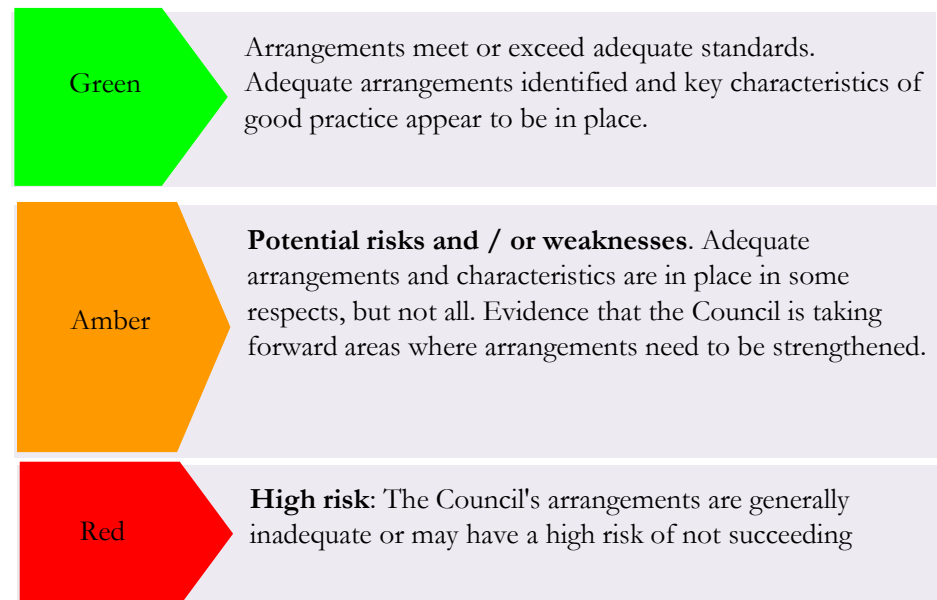 Green
Arrangements meet or exceed adequate standards.
Adequate arrangements identified and key characteristics of
good practice appear to be in place.
Amber
Potential risks and / or weaknesses. Adequate
arrangements and characteristics are in place in some
respects, but not all. Evidence that the Council is taking
forward areas where arrangements need to be strengthened.
Red
High risk: The Council's arrangements are generally
inadequate or may have a high risk of not succeeding